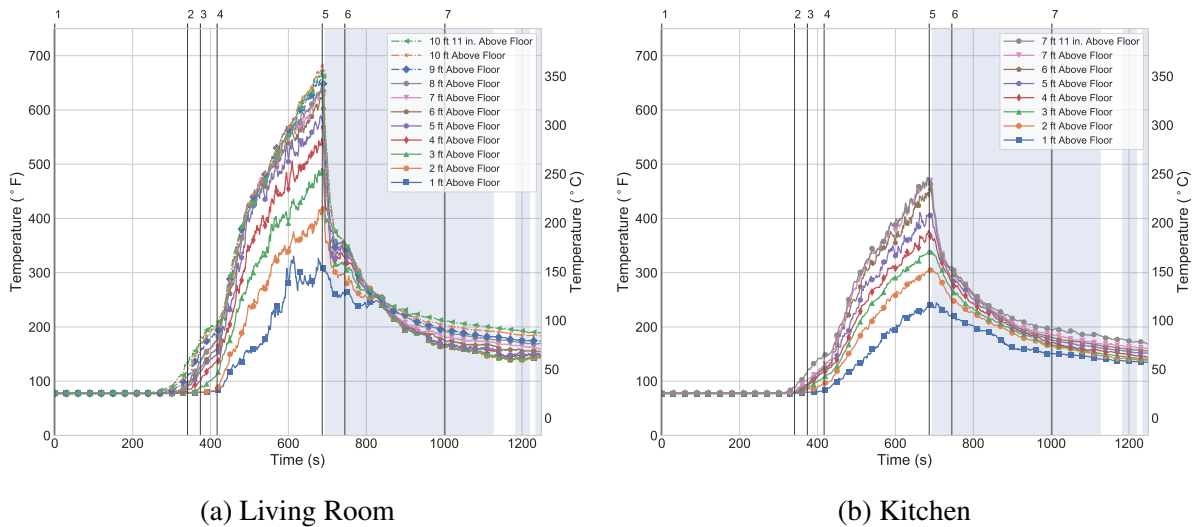 1 2 3 4 5 6 7
700
600
500
400
300
200
100
0
Temperature (° F)
350
300
250
200
150
100
50
0
Temperature (° C)
10 ft 11 in. Above Floor
10 ft Above Floor
9 ft Above Floor
8 ft Above Floor
7 ft Above Floor
6 ft Above Floor
5 ft Above Floor
4 ft Above Floor
3 ft Above Floor
2 ft Above Floor
1 ft Above Floor
0 200 400 600 800 1000 1200
Time (s)
(a) Living Room
1 2 3 4 5 6 7
700
600
500
400
300
200
100
0
Temperature (° F)
350
300
250
200
150
100
50
0
Temperature (° C)
7 ft 11 in. Above Floor
7 ft Above Floor
6 ft Above Floor
5 ft Above Floor
4 ft Above Floor
3 ft Above Floor
2 ft Above Floor
1 ft Above Floor
0 200 400 600 800 1000 1200
Time (s)
(b) Kitchen